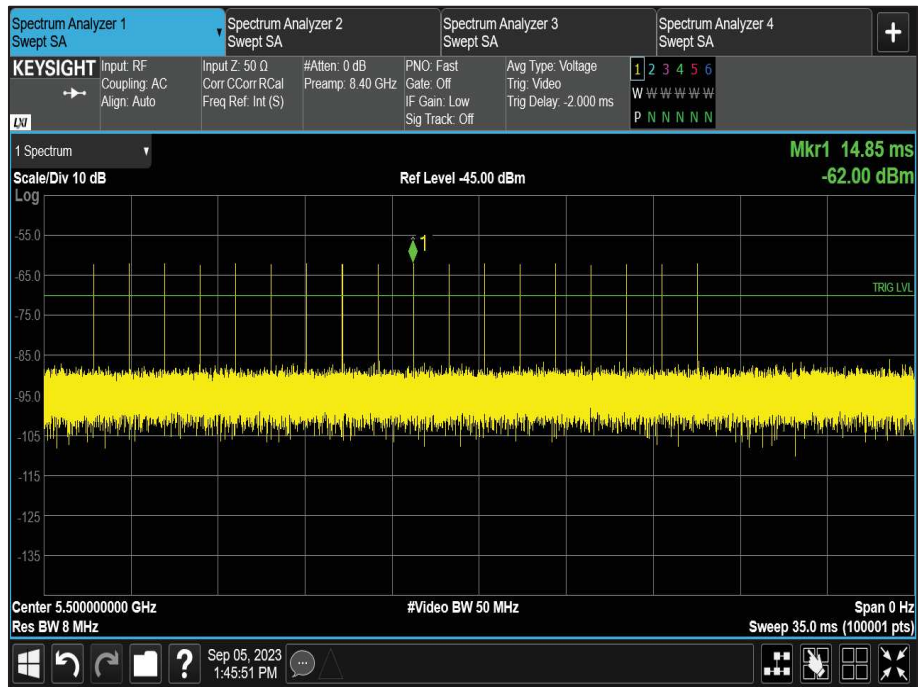 Spectrum Analyzer 1
Swept SA
Spectrum Analyzer 2
Swept SA
Spectrum Analyzer 3
Swept SA
Spectrum Analyzer 4
Swept SA
+
KEYSIGHT
LXI
Input: RF
Coupling: AC
Align: Auto
Input Z: 50 Ω
Corr CCorr RCal
Freq Ref: Int (S)
#Atten: 0 dB
Preamp: 8.40 GHz
PNO: Fast
Gate: Off
IF Gain: Low
Sig Track: Off
Avg Type: Voltage
Trig: Video
Trig Delay: -2.000 ms
1 2 3 4 5 6
W W W W W W
P N N N N N
1 Spectrum
Mkr1 14.85 ms
-62.00 dBm
Scale/Div 10 dB
Ref Level -45.00 dBm
Log
1
-55.0
-65.0
TRIG LVL
-75.0
-85.0
-95.0
-105
-115
-125
-135
Center 5.500000000 GHz
#Video BW 50 MHz
Span 0 Hz
Res BW 8 MHz
Sweep 35.0 ms (100001 pts)
?
Sep 05, 2023
1:45:51 PM